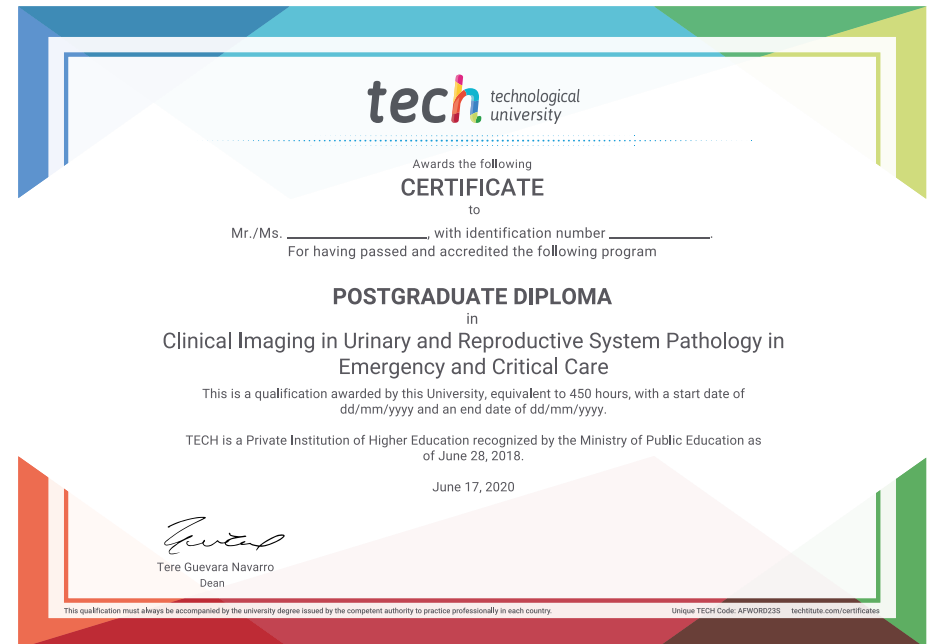 tech technological
university
Awards the following
CERTIFICATE
to
Mr./Ms. ____________________, with identification number ______________.
For having passed and accredited the following program
POSTGRADUATE DIPLOMA
in
Clinical Imaging in Urinary and Reproductive System Pathology in
Emergency and Critical Care
This is a qualification awarded by this University, equivalent to 450 hours, with a start date of
dd/mm/yyyy and an end date of dd/mm/yyyy.
TECH is a Private Institution of Higher Education recognized by the Ministry of Public Education as
of June 28, 2018.
June 17, 2020
Tere Guevara Navarro
Dean
This qualification must always be accompanied by the university degree issued by the competent authority to practice professionally in each country. Unique TECH Code: AFWORD23S techtitute.com/certificates